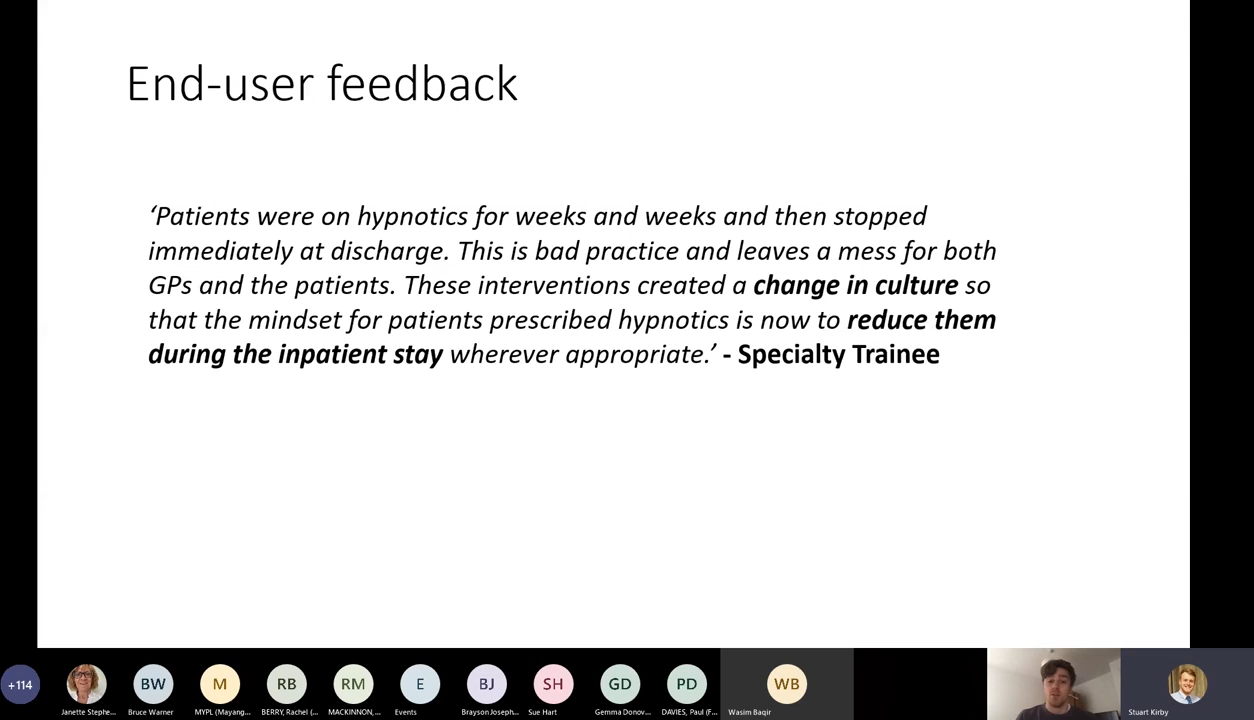 End-user feedback
‘Patients were on hypnotics for weeks and weeks and then stopped
immediately at discharge. This is bad practice and leaves a mess for both
GPs and the patients. These interventions created a change in culture so
that the mindset for patients prescribed hypnotics is now to reduce them
during the inpatient stay wherever appropriate.’ - Specialty Trainee
+114
BW
M
RB
RM
E
BJ
SH
GD
PD
WB
Janette Stephe...
Bruce Warner
MYPL (Mayang...
BERRY, Rachel (...
MACKINNON,...
Events
Brayson Joseph...
Sue Hart
Gemma Donov...
DAVIES, Paul (F...
Wasim Baqir
Stuart Kirby